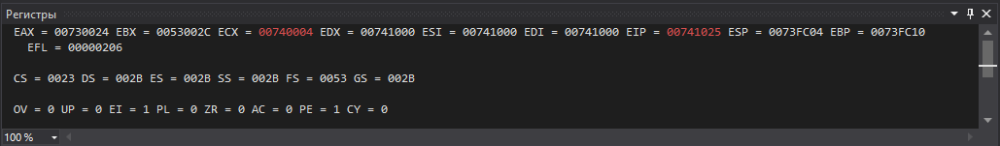 Регистры
EAX = 00730024 EBX = 0053002C ECX = 00740004 EDX = 00741000 ESI = 00741000 EDI = 00741000 EIP = 00741025 ESP = 0073FC04 EBP = 0073FC10
EFL = 00000206
CS = 0023 DS = 002B ES = 002B SS = 002B FS = 0053 GS = 002B
OV = 0 UP = 0 EI = 1 PL = 0 ZR = 0 AC = 0 PE = 1 CY = 0
100 %